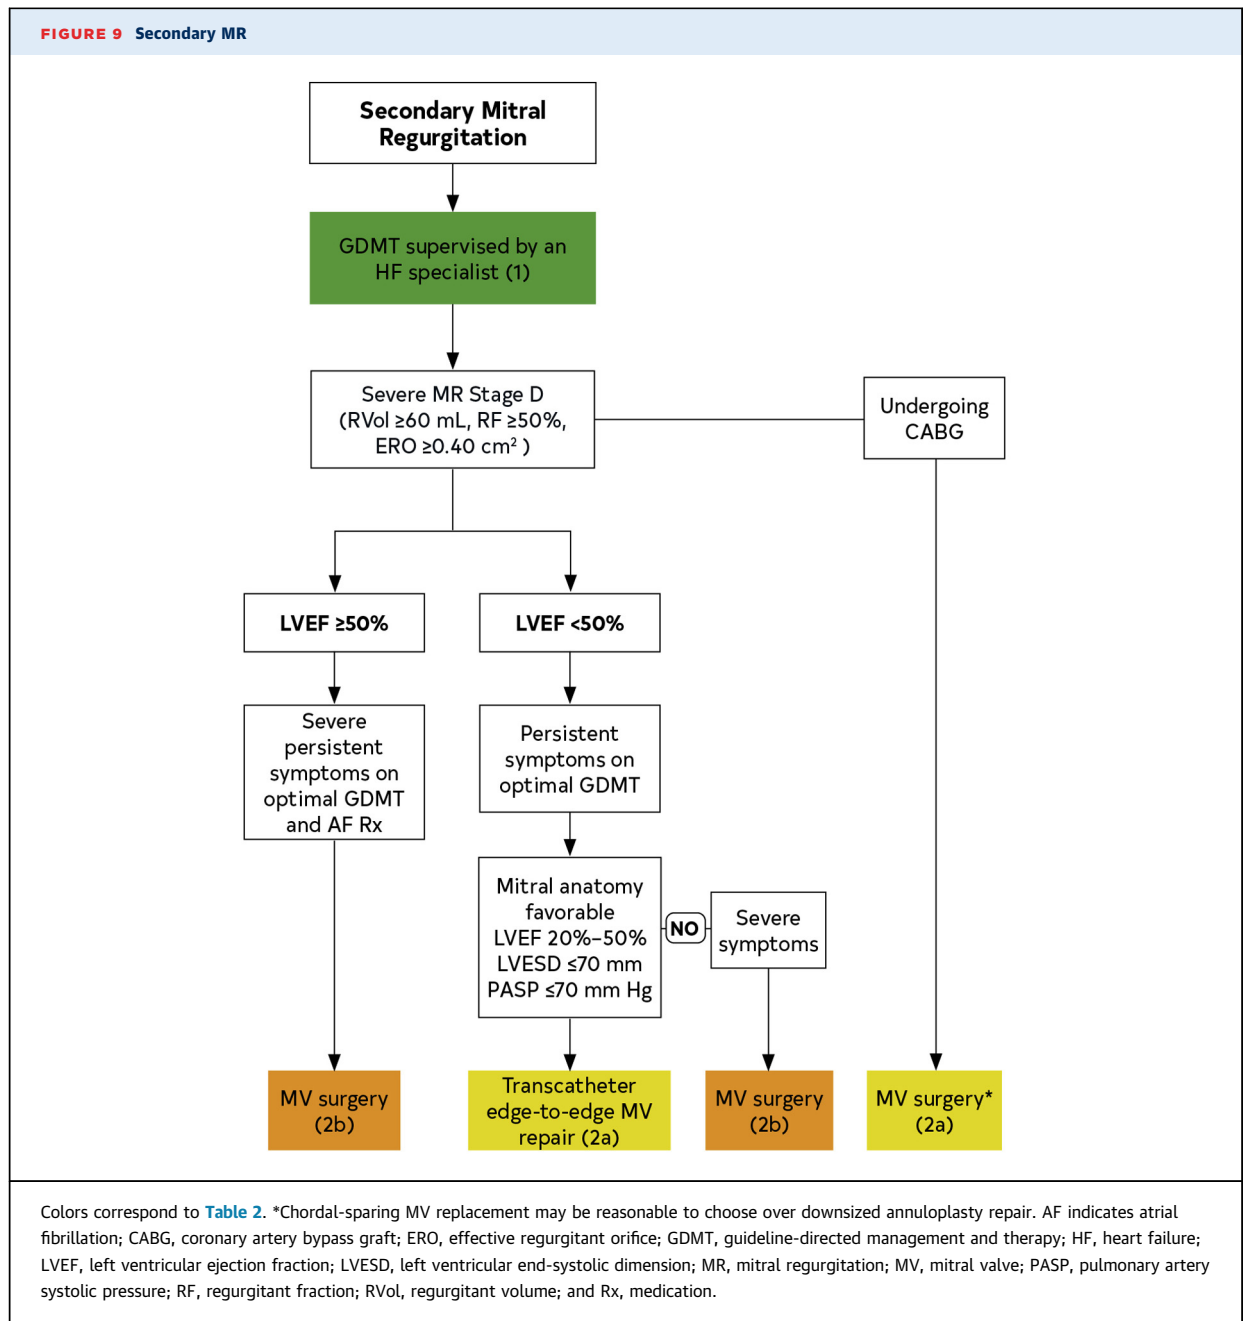 FIGURE 9 Secondary MR
Secondary Mitral
Regurgitation
GDMT supervised by an
HF specialist (1)
Severe MR Stage D
(RVol ≥60 mL, RF ≥50%,
ERO ≥0.40 cm² )
Undergoing
CABG
LVEF ≥50%
LVEF <50%
Severe
persistent
symptoms on
optimal GDMT
and AF Rx
Persistent
symptoms on
optimal GDMT
Mitral anatomy
favorable
LVEF 20%–50%
LVESD ≤70 mm
PASP ≤70 mm Hg
NO
Severe
symptoms
MV surgery
(2b)
Transcatheter
edge-to-edge MV
repair (2a)
MV surgery
(2b)
MV surgery*
(2a)
Colors correspond to Table 2. *Chordal-sparing MV replacement may be reasonable to choose over downsized annuloplasty repair. AF indicates atrial
fibrillation; CABG, coronary artery bypass graft; ERO, effective regurgitant orifice; GDMT, guideline-directed management and therapy; HF, heart failure;
LVEF, left ventricular ejection fraction; LVESD, left ventricular end-systolic dimension; MR, mitral regurgitation; MV, mitral valve; PASP, pulmonary artery
systolic pressure; RF, regurgitant fraction; RVol, regurgitant volume; and Rx, medication.